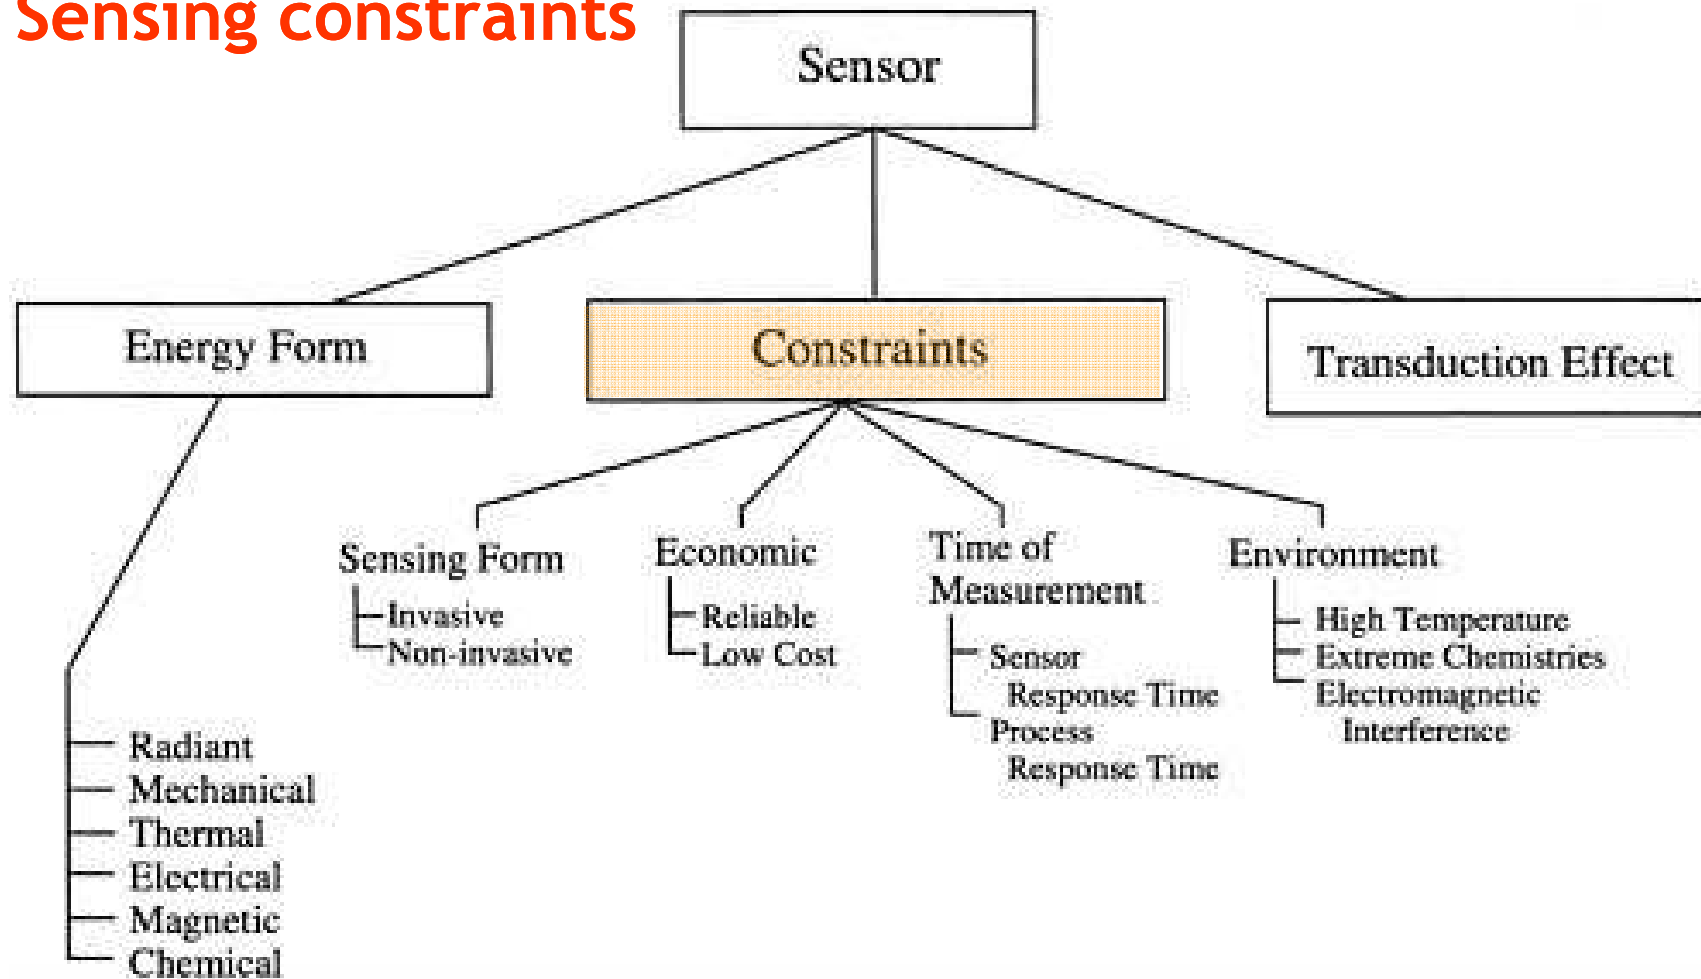 Sensing constraints
Sensor
Energy Form
Constraints
Transduction Effect
Sensing Form
Invasive
Non-invasive
Economic
Reliable
Low Cost
Time of
Measurement
Sensor
Response Time
Process
Response Time
Environment
High Temperature
Extreme Chemistries
Electromagnetic
Interference
Radiant
Mechanical
Thermal
Electrical
Magnetic
Chemical